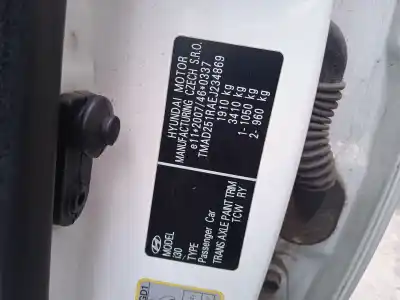 HYUNDAI MOTOR
MANUFACTURING CZECH S.R.O.
e11*2007/46*0337
TMAD251RAEJ234869
1910 kg
3410 kg
1- 1050 kg
2- 960 kg
MODEL
i30
TYPE
Passenger Car
TRANS AXLE PAINT TRIM
TCW RY
GD1